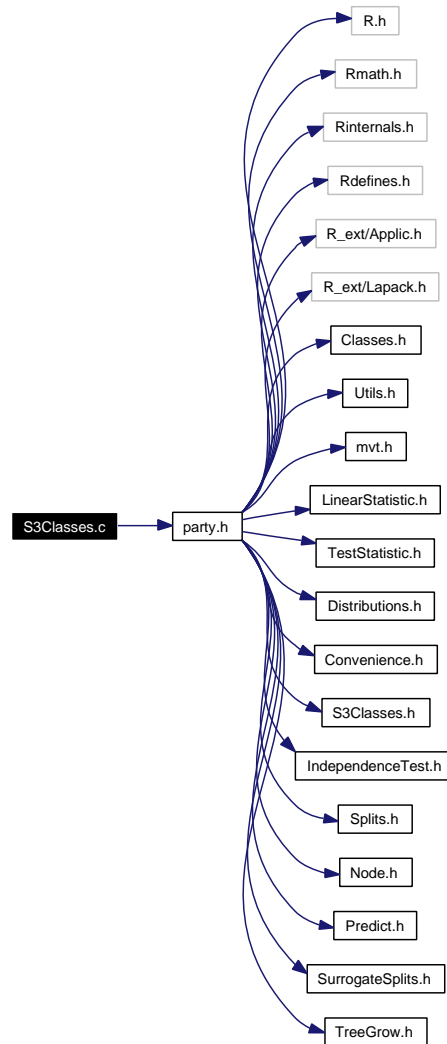 R.h
Rmath.h
Rinternals.h
Rdefines.h
R_ext/Applic.h
R_ext/Lapack.h
Classes.h
Utils.h
mvt.h
LinearStatistic.h
S3Classes.c
party.h
TestStatistic.h
Distributions.h
Convenience.h
S3Classes.h
IndependenceTest.h
Splits.h
Node.h
Predict.h
SurrogateSplits.h
TreeGrow.h